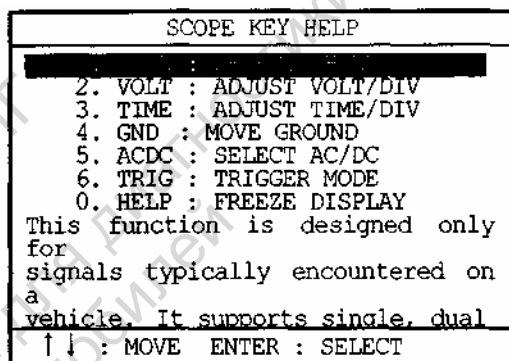 SCOPE KEY HELP
2. VOLT : ADJUST VOLT/DIV
3. TIME : ADJUST TIME/DIV
4. GND : MOVE GROUND
5. ACDC : SELECT AC/DC
6. TRIG : TRIGGER MODE
0. HELP : FREEZE DISPLAY
This function is designed only
for
signals typically encountered on
a
vehicle. It supports single, dual
↑↓ : MOVE ENTER : SELECT